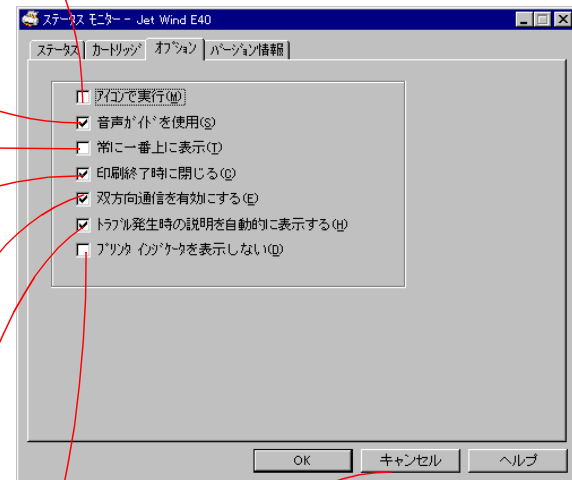 ステータス モニター - Jet Wind E40
ステータス カートリッジ オプション バージョン情報
アイコンで実行(M)
音声ガイドを使用(S)
常に一番上に表示(T)
印刷終了時に閉じる(C)
双方向通信を有効にする(E)
トラブル発生時の説明を自動的に表示する(H)
プリンタ インジケータを表示しない(D)
OK キャンセル ヘルプ